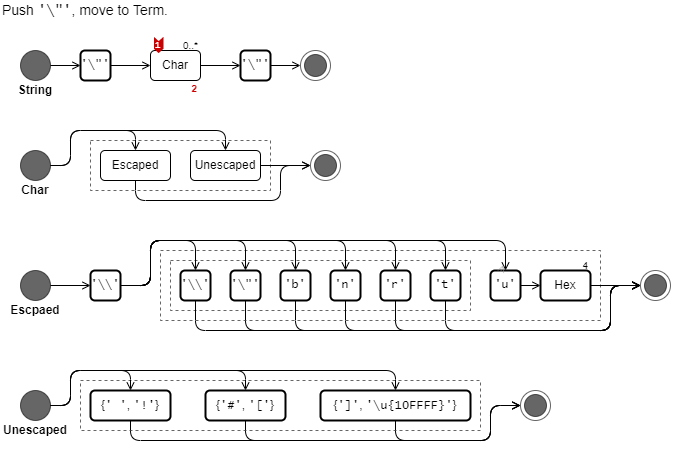 Push '\"', move to Term.
1 0..*
'\"' Char '\"'
String 2
Escaped Unescaped
Char
4
'\\' '\\' '\"' 'b' 'n' 'r' 't' 'u' Hex
Escpaed
{' ','!'} {'#','['} {']','\u{10FFFF}'}
Unescaped